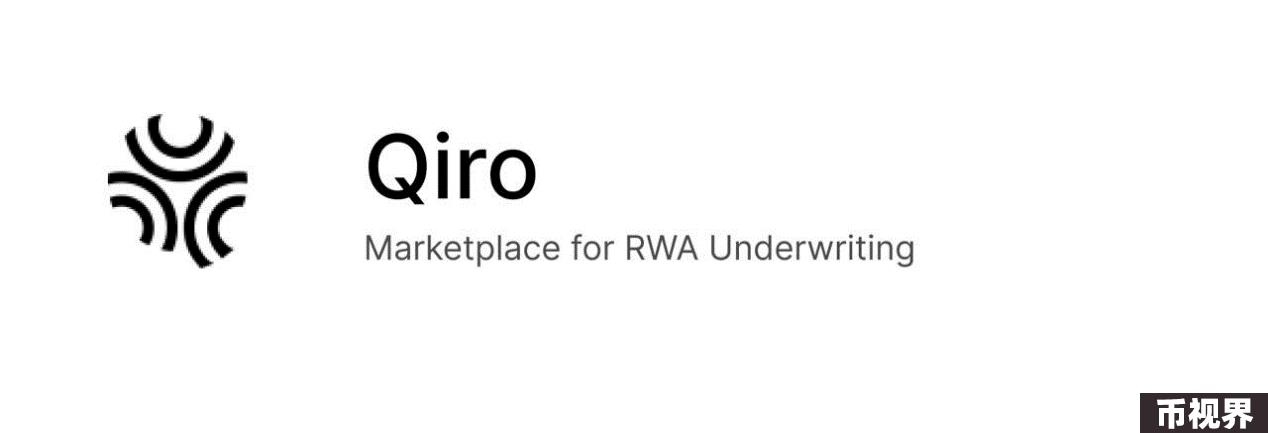 Qiro
Marketplace for RWA Underwriting
币视界